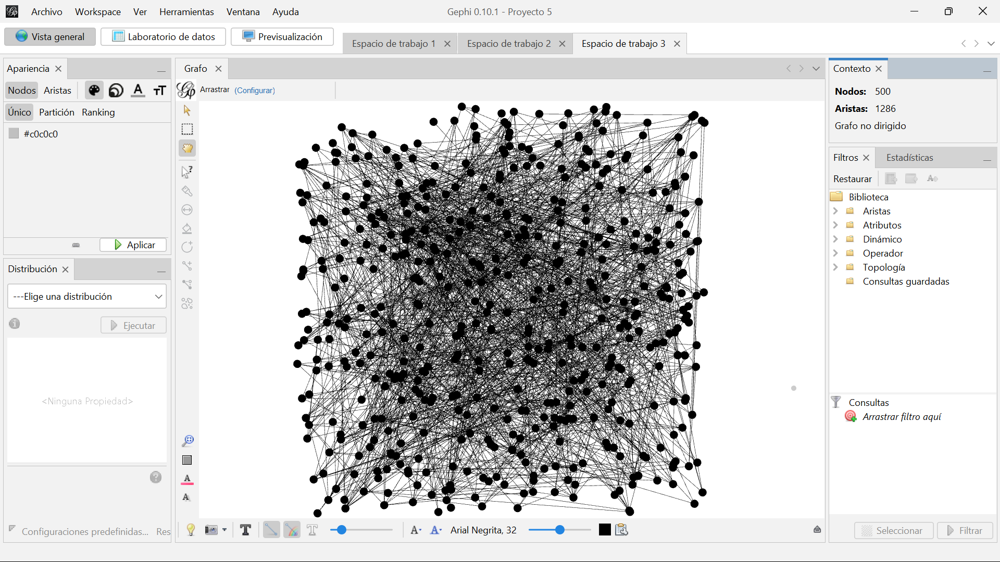 Archivo Workspace Ver Herramientas Ventana Ayuda Gephi 0.10.1 - Proyecto 5
Vista general Laboratorio de datos Previsualización Espacio de trabajo 1 Espacio de trabajo 2 Espacio de trabajo 3
Apariencia
Nodos Aristas A TT
Único Partición Ranking
#c0c0c0
Aplicar
Distribución
---Elige una distribución
Ejecutar
<Ninguna Propiedad>
Configuraciones predefinidas... Res
Grafo
Arrastrar (Configurar)
T T A A Arial Negrita, 32
Contexto
Nodos: 500
Aristas: 1286
Grafo no dirigido
Filtros Estadísticas
Restaurar
Biblioteca
Aristas
Atributos
Dinámico
Operador
Topología
Consultas guardadas
Consultas
Arrastrar filtro aquí
Seleccionar Filtrar